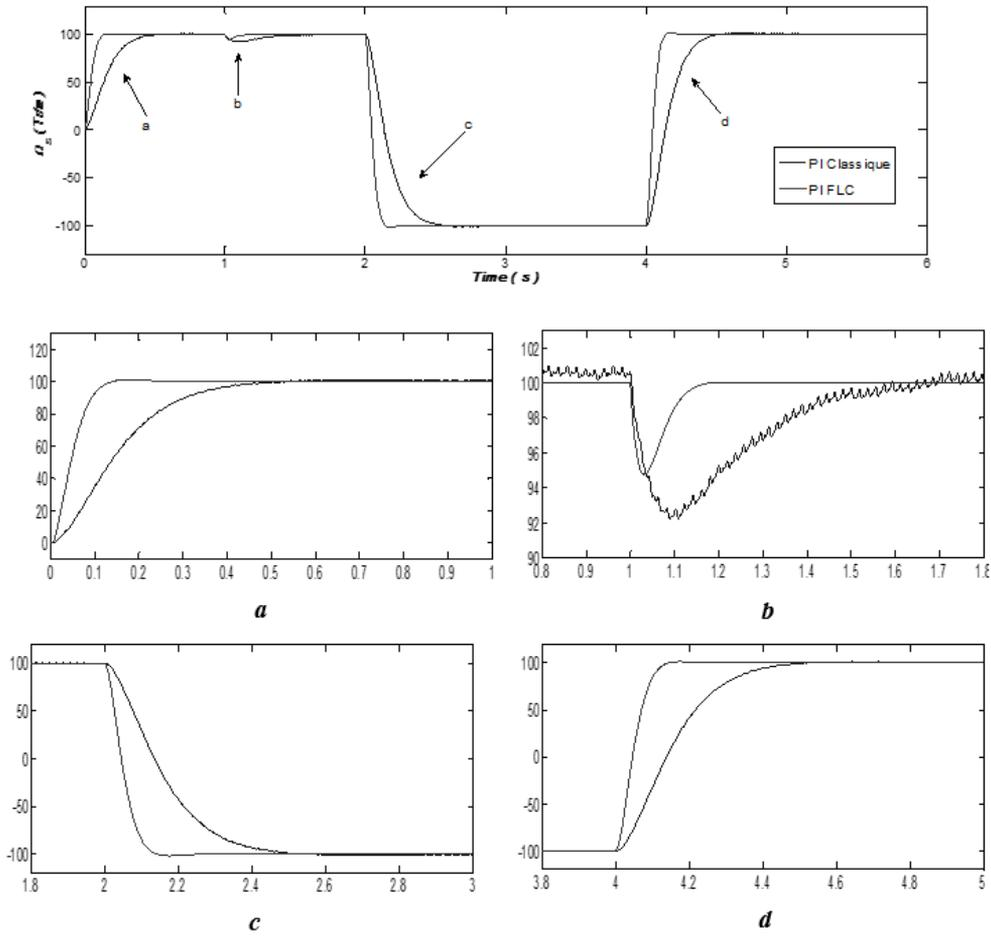 100
50
0
-50
-100
Ω s (Td/m)
a
b
c
d
PI Classique
PI FLC
0 1 2 3 4 5 6
Time ( s )
120
100
80
60
40
20
0
0 0.1 0.2 0.3 0.4 0.5 0.6 0.7 0.8 0.9 1
a
102
100
98
96
94
92
90
0.8 0.9 1 1.1 1.2 1.3 1.4 1.5 1.6 1.7 1.8
b
100
50
0
-50
-100
1.8 2 2.2 2.4 2.6 2.8 3
c
100
50
0
-50
-100
3.8 4 4.2 4.4 4.6 4.8 5
d